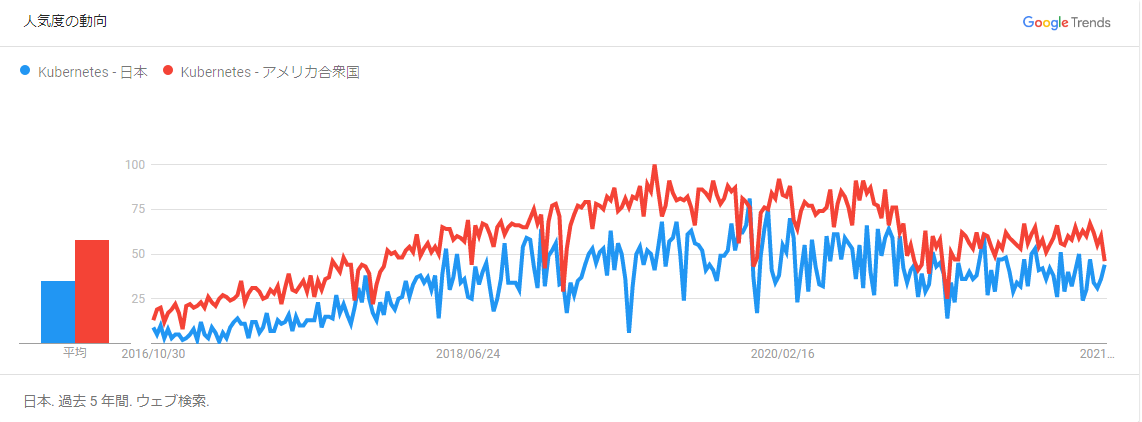 人気度の動向
Google Trends
Kubernetes - 日本 Kubernetes - アメリカ合衆国
100
75
50
25
平均
2016/10/30 2018/06/24 2020/02/16 2021...
日本. 過去 5 年間. ウェブ検索.